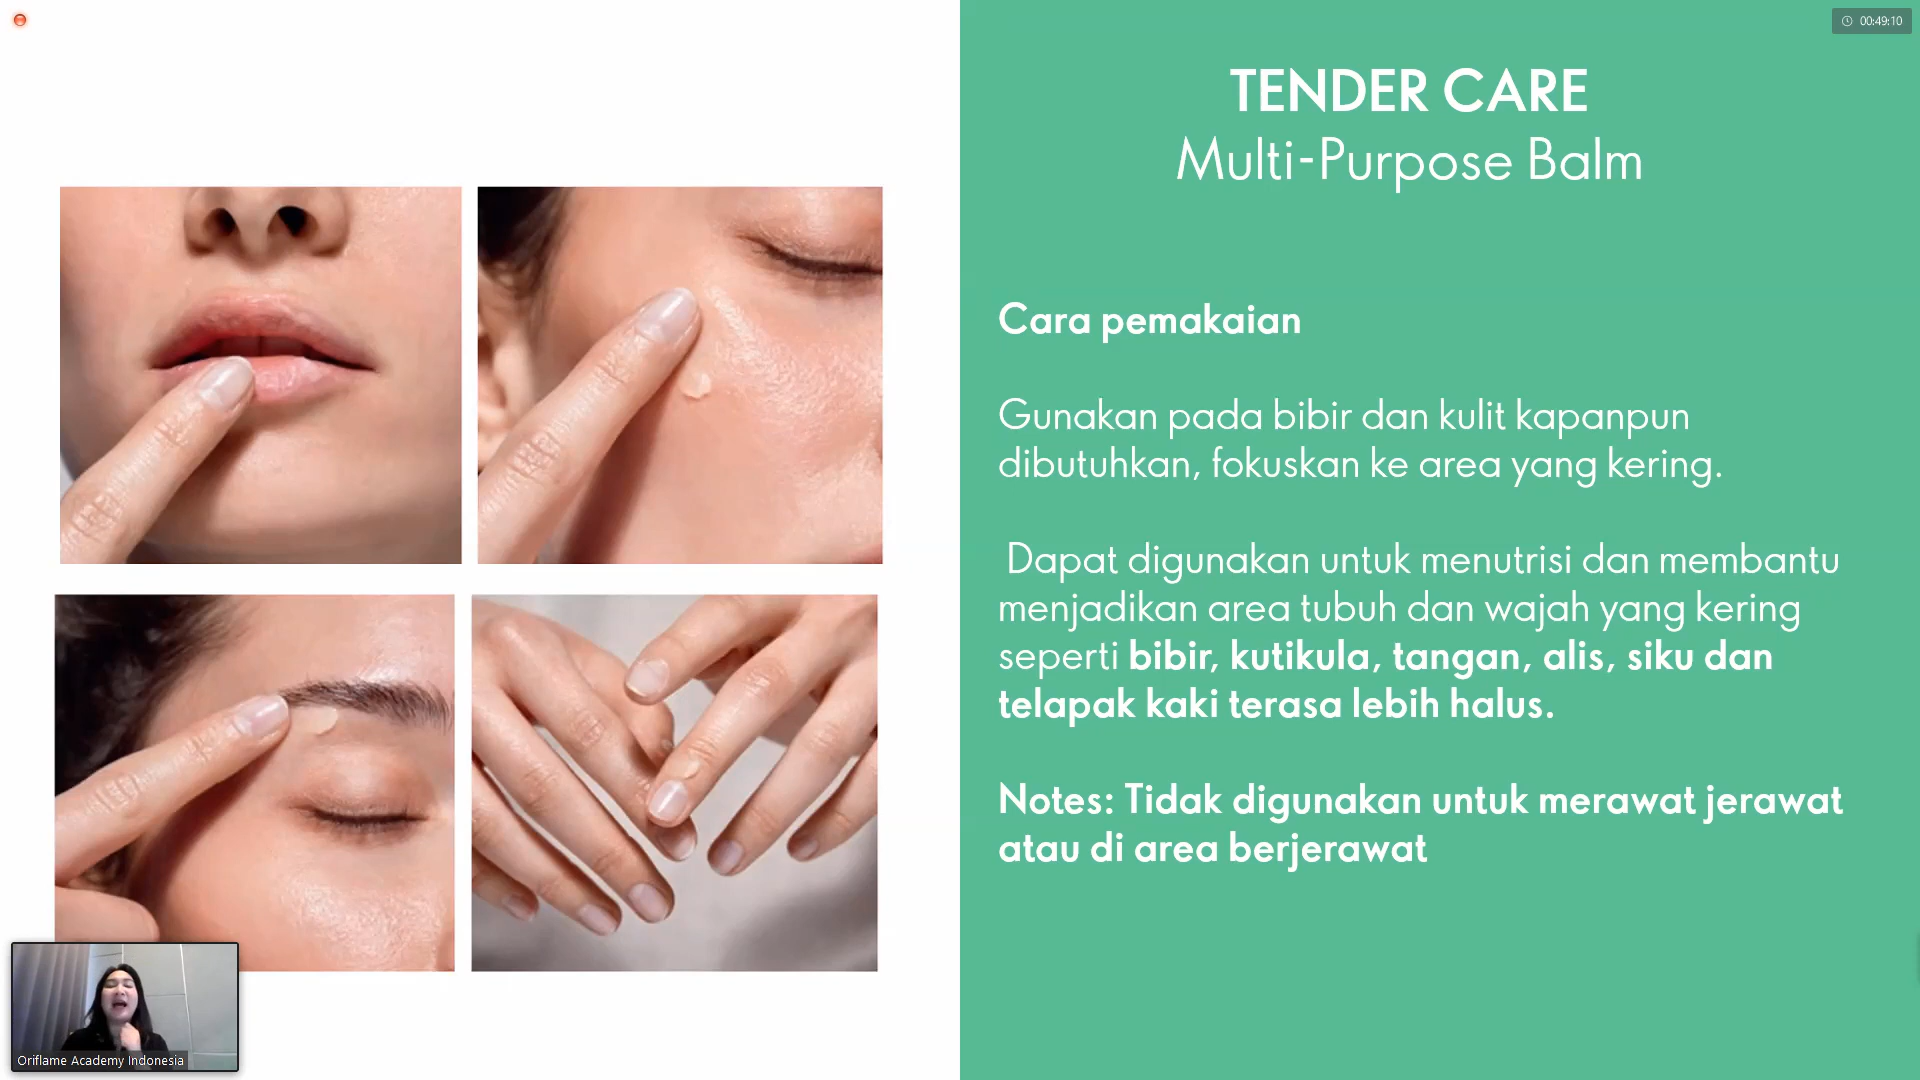 00:49:10
TENDER CARE
Multi-Purpose Balm
Cara pemakaian
Gunakan pada bibir dan kulit kapanpun
dibutuhkan, fokuskan ke area yang kering.
Dapat digunakan untuk menutrisi dan membantu
menjadikan area tubuh dan wajah yang kering
seperti bibir, kutikula, tangan, alis, siku dan
telapak kaki terasa lebih halus.
Notes: Tidak digunakan untuk merawat jerawat
atau di area berjerawat
Oriflame Academy Indonesia